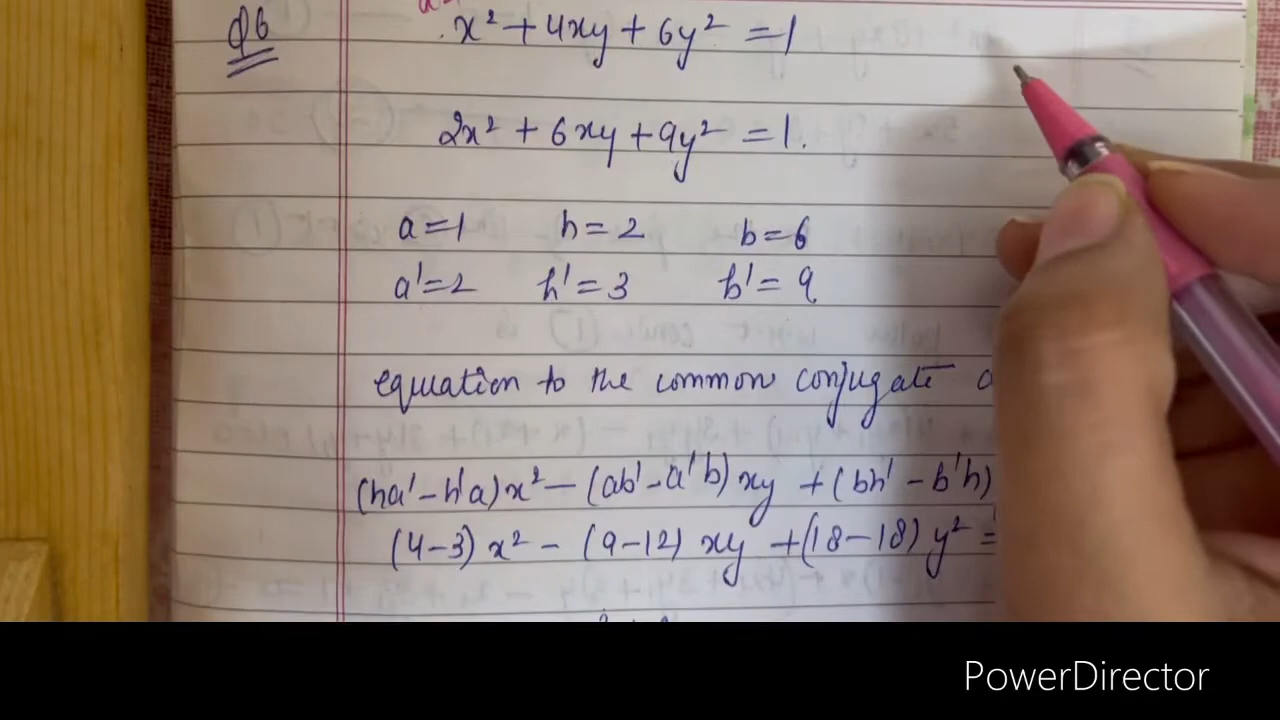 Q6 x² + 4xy + 6y² = 1
2x² + 6xy + 9y² = 1.
a = 1 h = 2 b = 6
a' = 2 h' = 3 b' = 9
equation to the common conjugate
(ha' - h'a)x² - (ab' - a'b)xy + (bh' - b'h)
(4-3)x² - (9-12)xy + (18-18)y² =
PowerDirector